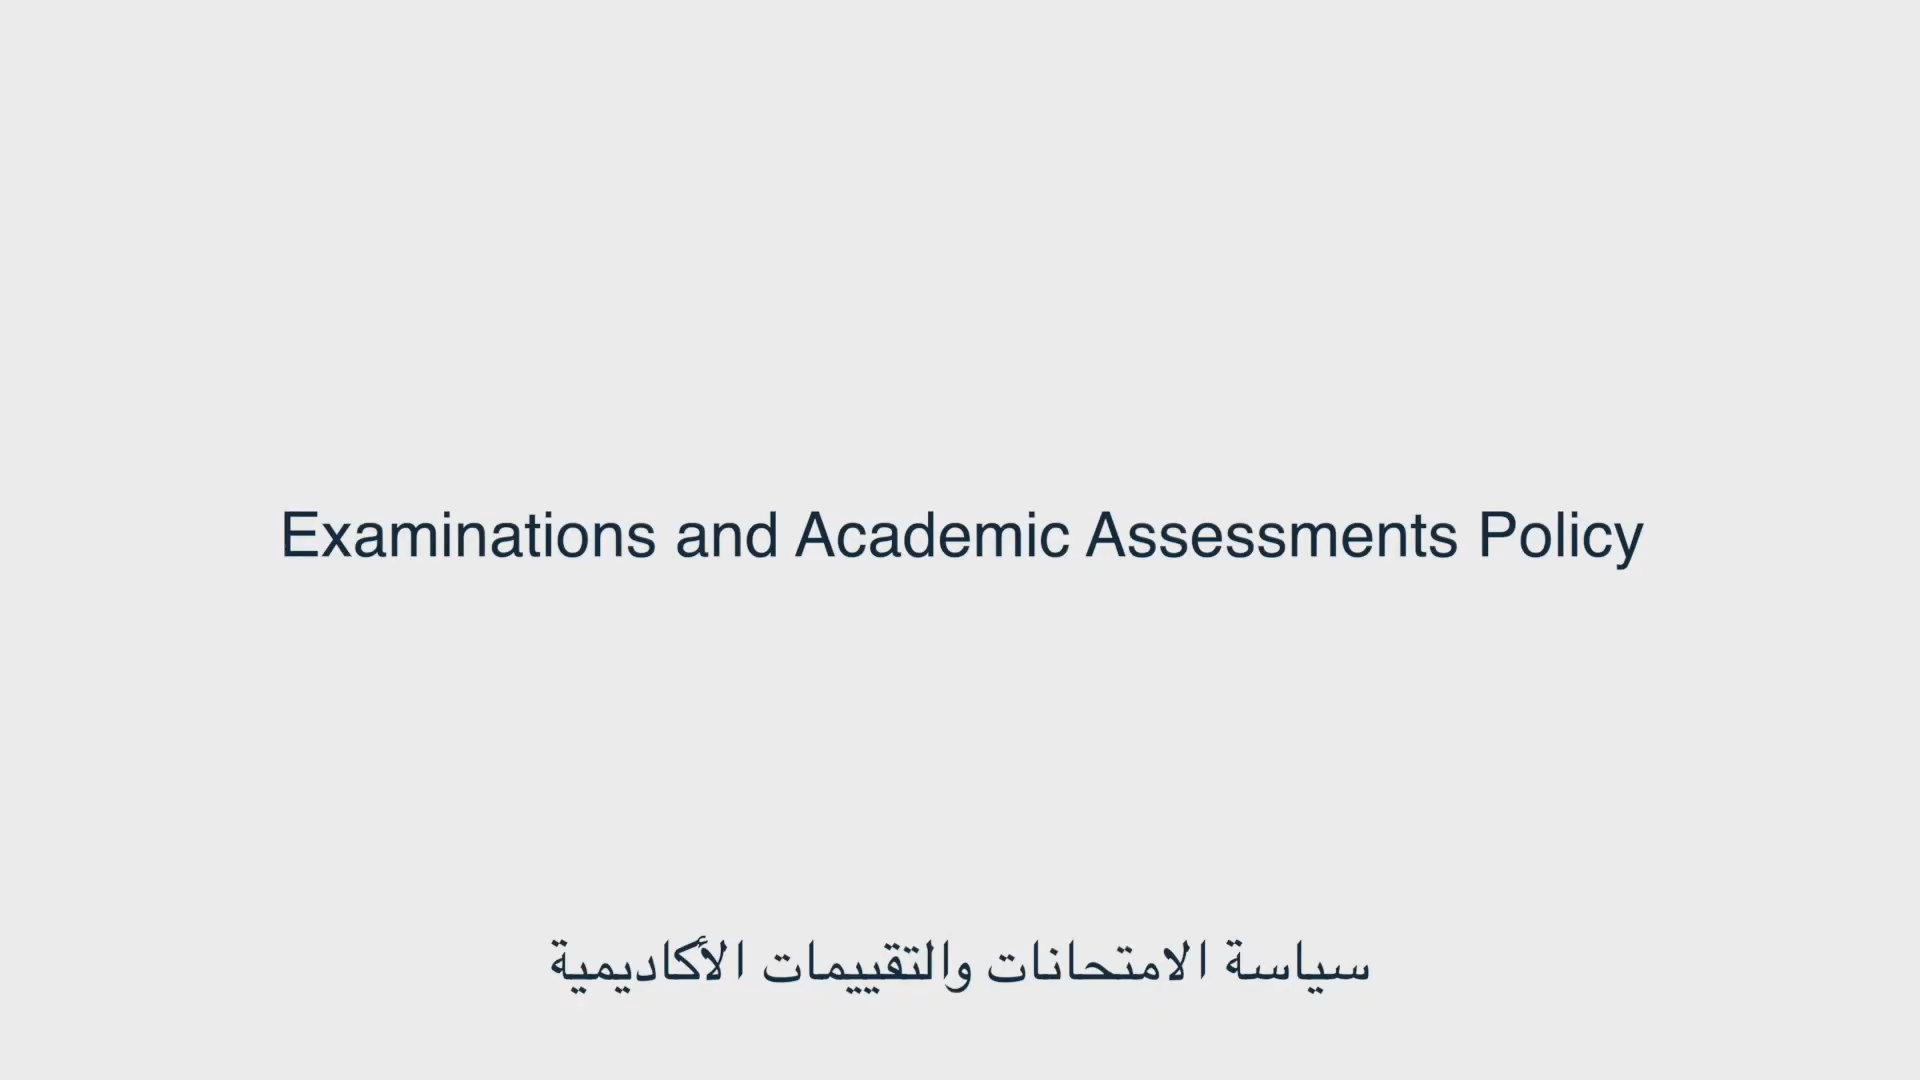 Examinations and Academic Assessments Policy
سياسة الامتحانات والتقييمات الأكاديمية